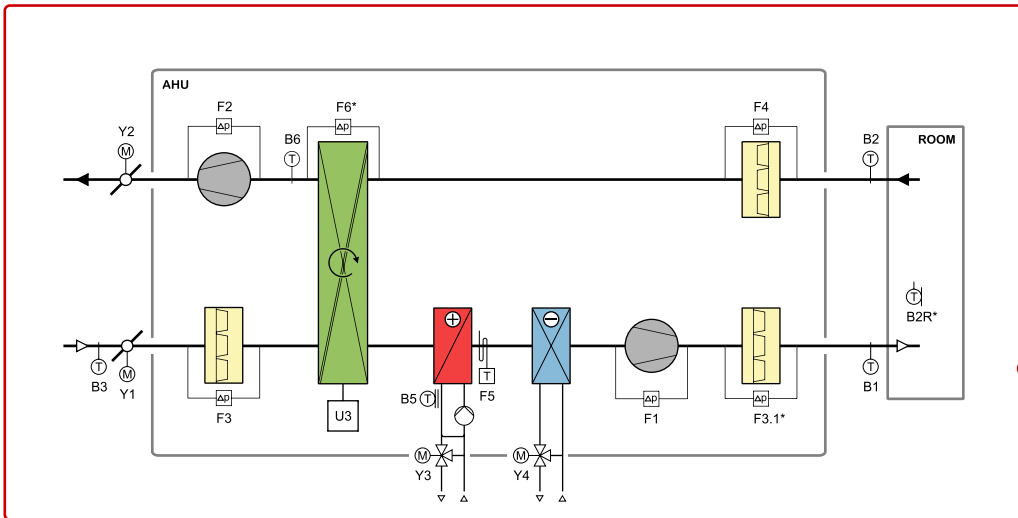 AHU
F2
F6*
F4
Y2
B6
B2
ROOM
M
Δp
Δp
Δp
T
T
T
B2R*
B3
T
Y1
M
F3
Δp
U3
B5
T
T
F5
F1
Δp
F3.1*
Δp
T
B1
M
Y3
M
Y4